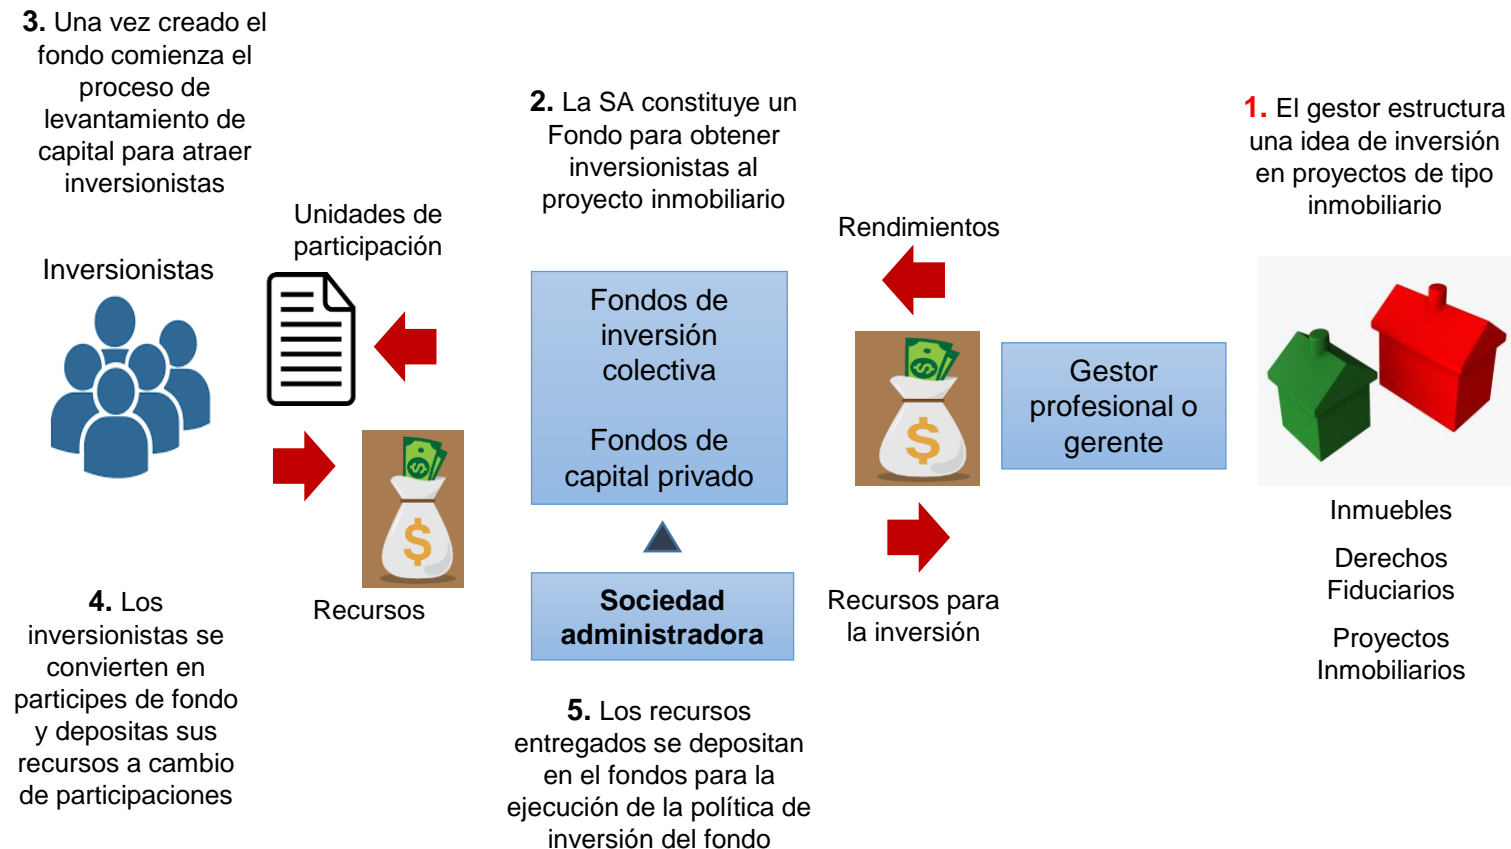 3. Una vez creado el
fondo comienza el
proceso de
levantamiento de
capital para atraer
inversionistas
2. La SA constituye un
Fondo para obtener
inversionistas al
proyecto inmobiliario
1. El gestor estructura
una idea de inversión
en proyectos de tipo
inmobiliario
Unidades de
participación
Rendimientos
Inversionistas
Fondos de
inversión
colectiva
Fondos de
capital privado
Gestor
profesional o
gerente
Inmuebles
Derechos
Fiduciarios
Proyectos
Inmobiliarios
Recursos
Sociedad
administradora
Recursos para
la inversión
4. Los
inversionistas se
convierten en
participes de fondo
y depositas sus
recursos a cambio
de participaciones
5. Los recursos
entregados se depositan
en el fondos para la
ejecución de la política de
inversión del fondo